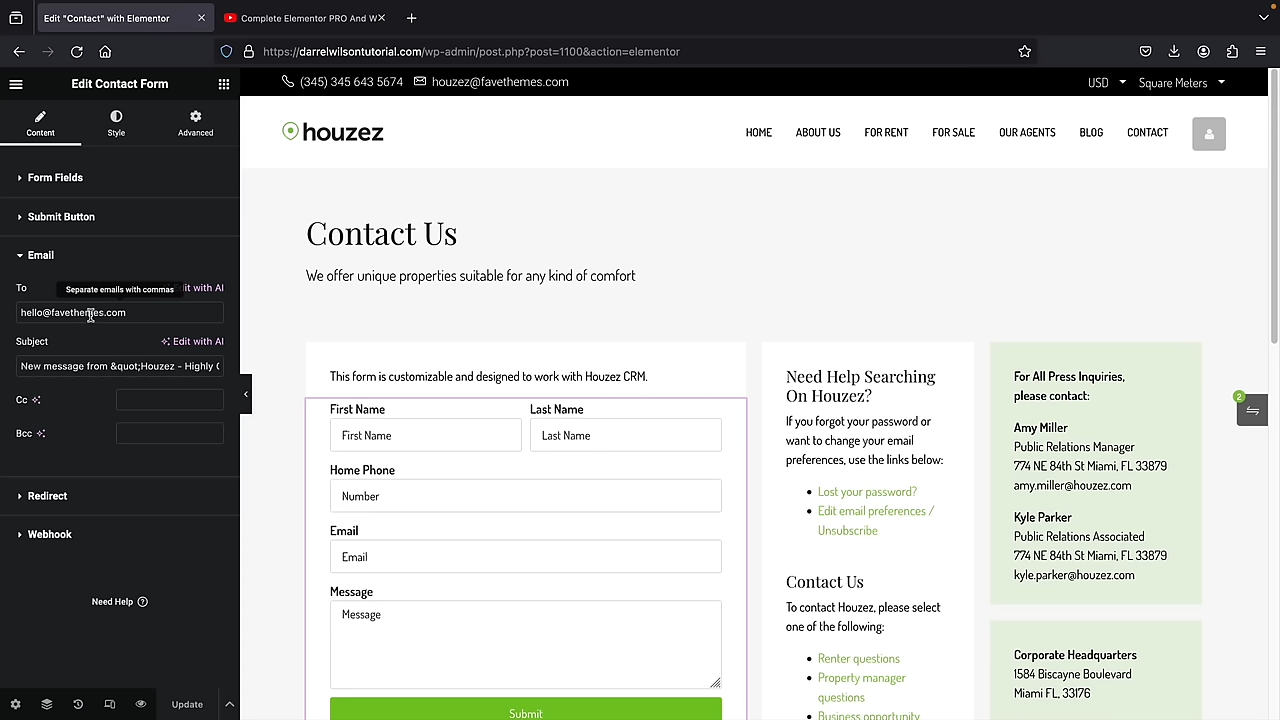 Edit "Contact" with Elementor
Complete Elementor PRO And W
https://darrelwilsontutorial.com/wp-admin/post.php?post=1100&action=elementor
Edit Contact Form
Content
Style
Advanced
Form Fields
Submit Button
Email
To
Separate emails with commas
Edit with AI
hello@favethemes.com
Subject
Edit with AI
New message from &quot;Houzez - Highly
Cc
Bcc
Redirect
Webhook
Need Help
Update
(345) 345 643 5674
houzez@favethemes.com
USD
Square Meters
houzez
HOME
ABOUT US
FOR RENT
FOR SALE
OUR AGENTS
BLOG
CONTACT
Contact Us
We offer unique properties suitable for any kind of comfort
This form is customizable and designed to work with Houzez CRM.
First Name
Last Name
First Name
Last Name
Home Phone
Number
Email
Email
Message
Message
Submit
Need Help Searching
On Houzez?
If you forgot your password or
want to change your email
preferences, use the links below:
Lost your password?
Edit email preferences /
Unsubscribe
Contact Us
To contact Houzez, please select
one of the following:
Renter questions
Property manager
questions
Business opportunity
For All Press Inquiries,
please contact:
Amy Miller
Public Relations Manager
774 NE 84th St Miami, FL 33879
amy.miller@houzez.com
Kyle Parker
Public Relations Associated
774 NE 84th St Miami, FL 33879
kyle.parker@houzez.com
2
Corporate Headquarters
1584 Biscayne Boulevard
Miami FL, 33176